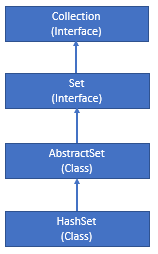 Collection
(Interface)
Set
(Interface)
AbstractSet
(Class)
HashSet
(Class)